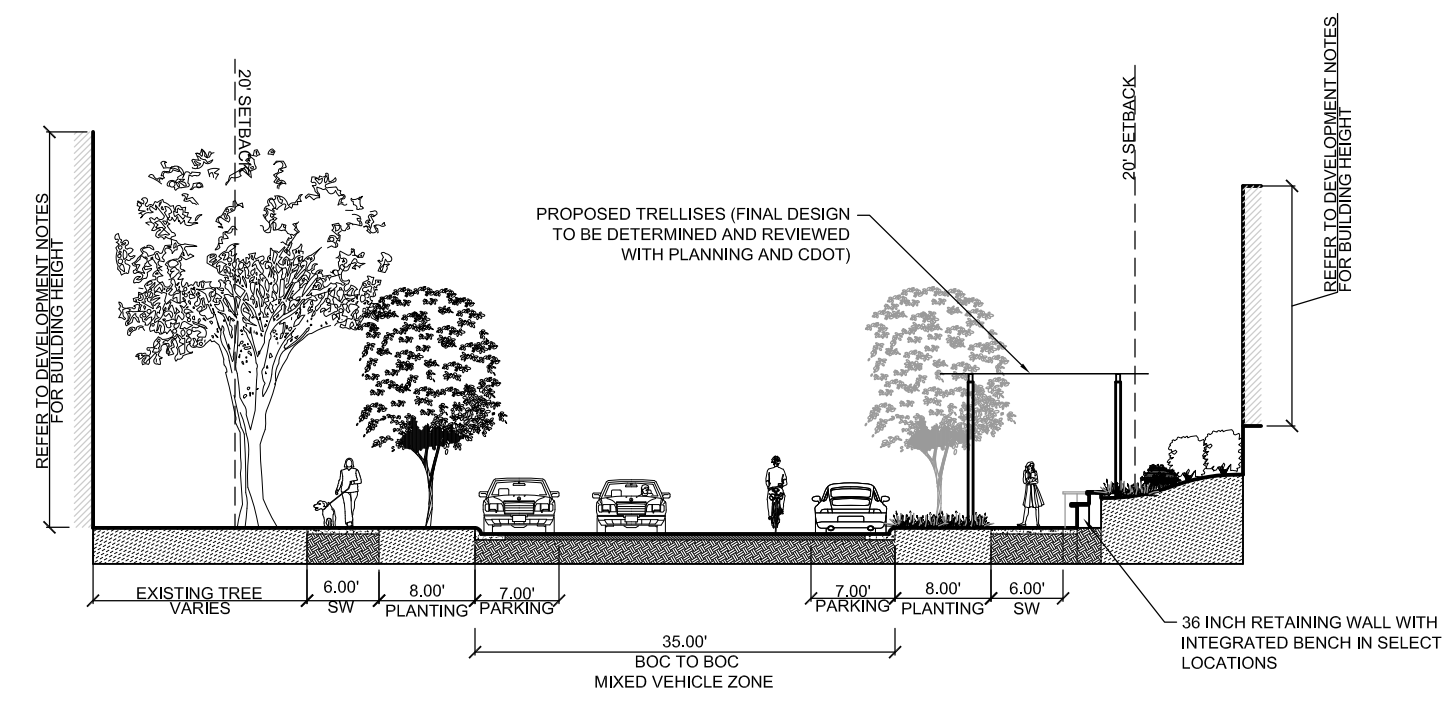 REFER TO DEVELOPMENT NOTES
FOR BUILDING HEIGHT
20' SETBACK
PROPOSED TRELLISES (FINAL DESIGN
TO BE DETERMINED AND REVIEWED
WITH PLANNING AND CDOT)
20' SETBACK
REFER TO DEVELOPMENT NOTES
FOR BUILDING HEIGHT
EXISTING TREE
VARIES
6.00'
SW
8.00'
PLANTING
7.00'
PARKING
7.00'
PARKING
8.00'
PLANTING
6.00'
SW
35.00'
BOC TO BOC
MIXED VEHICLE ZONE
36 INCH RETAINING WALL WITH
INTEGRATED BENCH IN SELECT
LOCATIONS